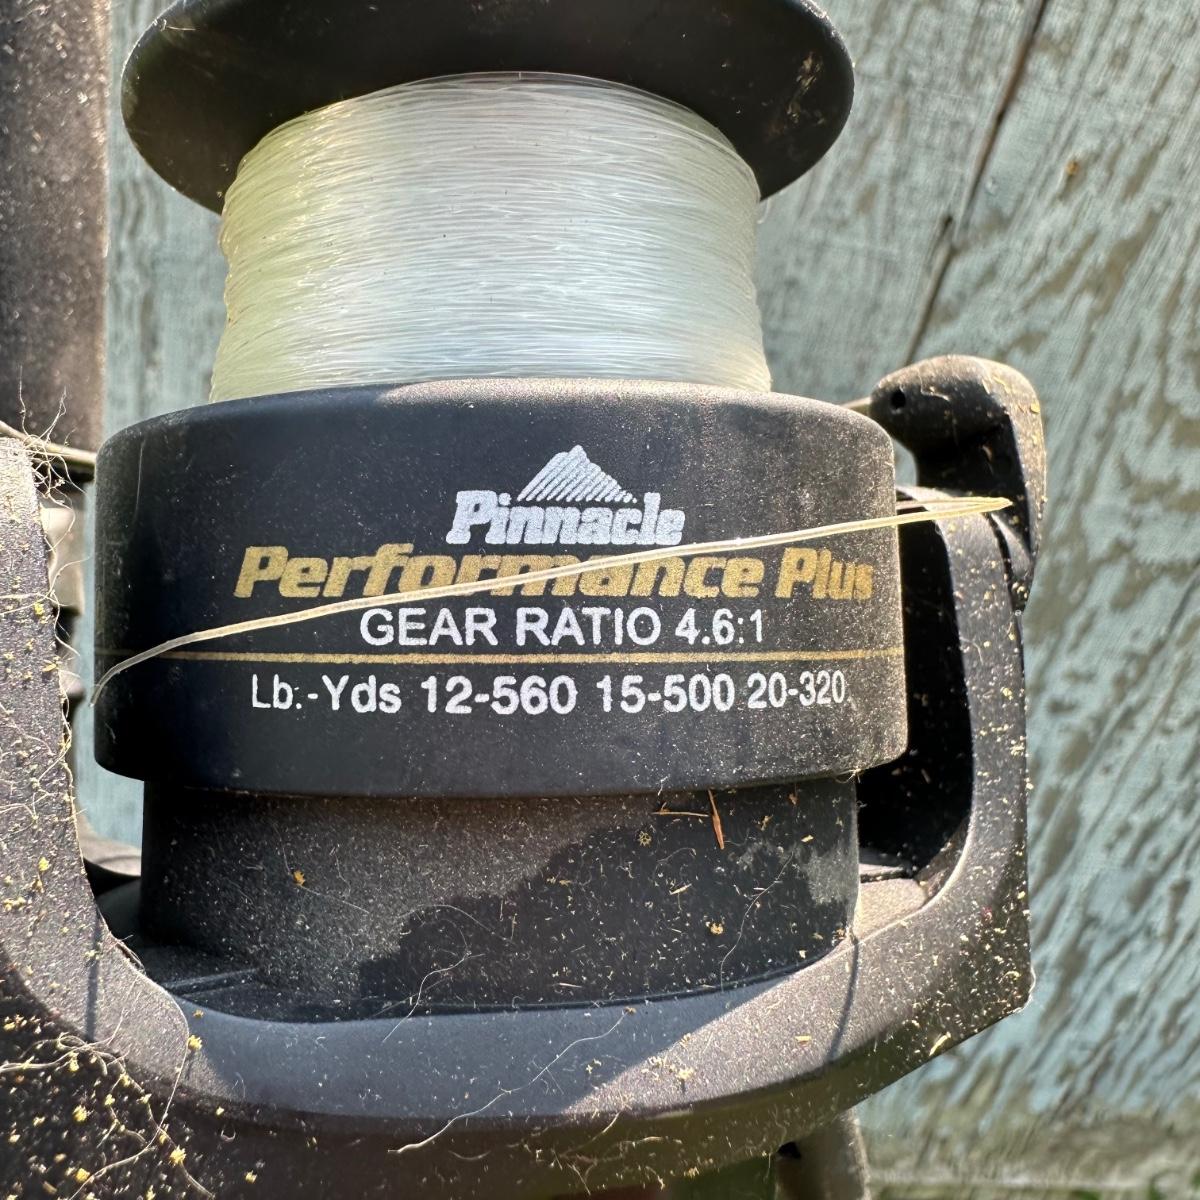 Pinnacle
Performance Plus
GEAR RATIO 4.6:1
Lb.-Yds 12-560 15-500 20-320